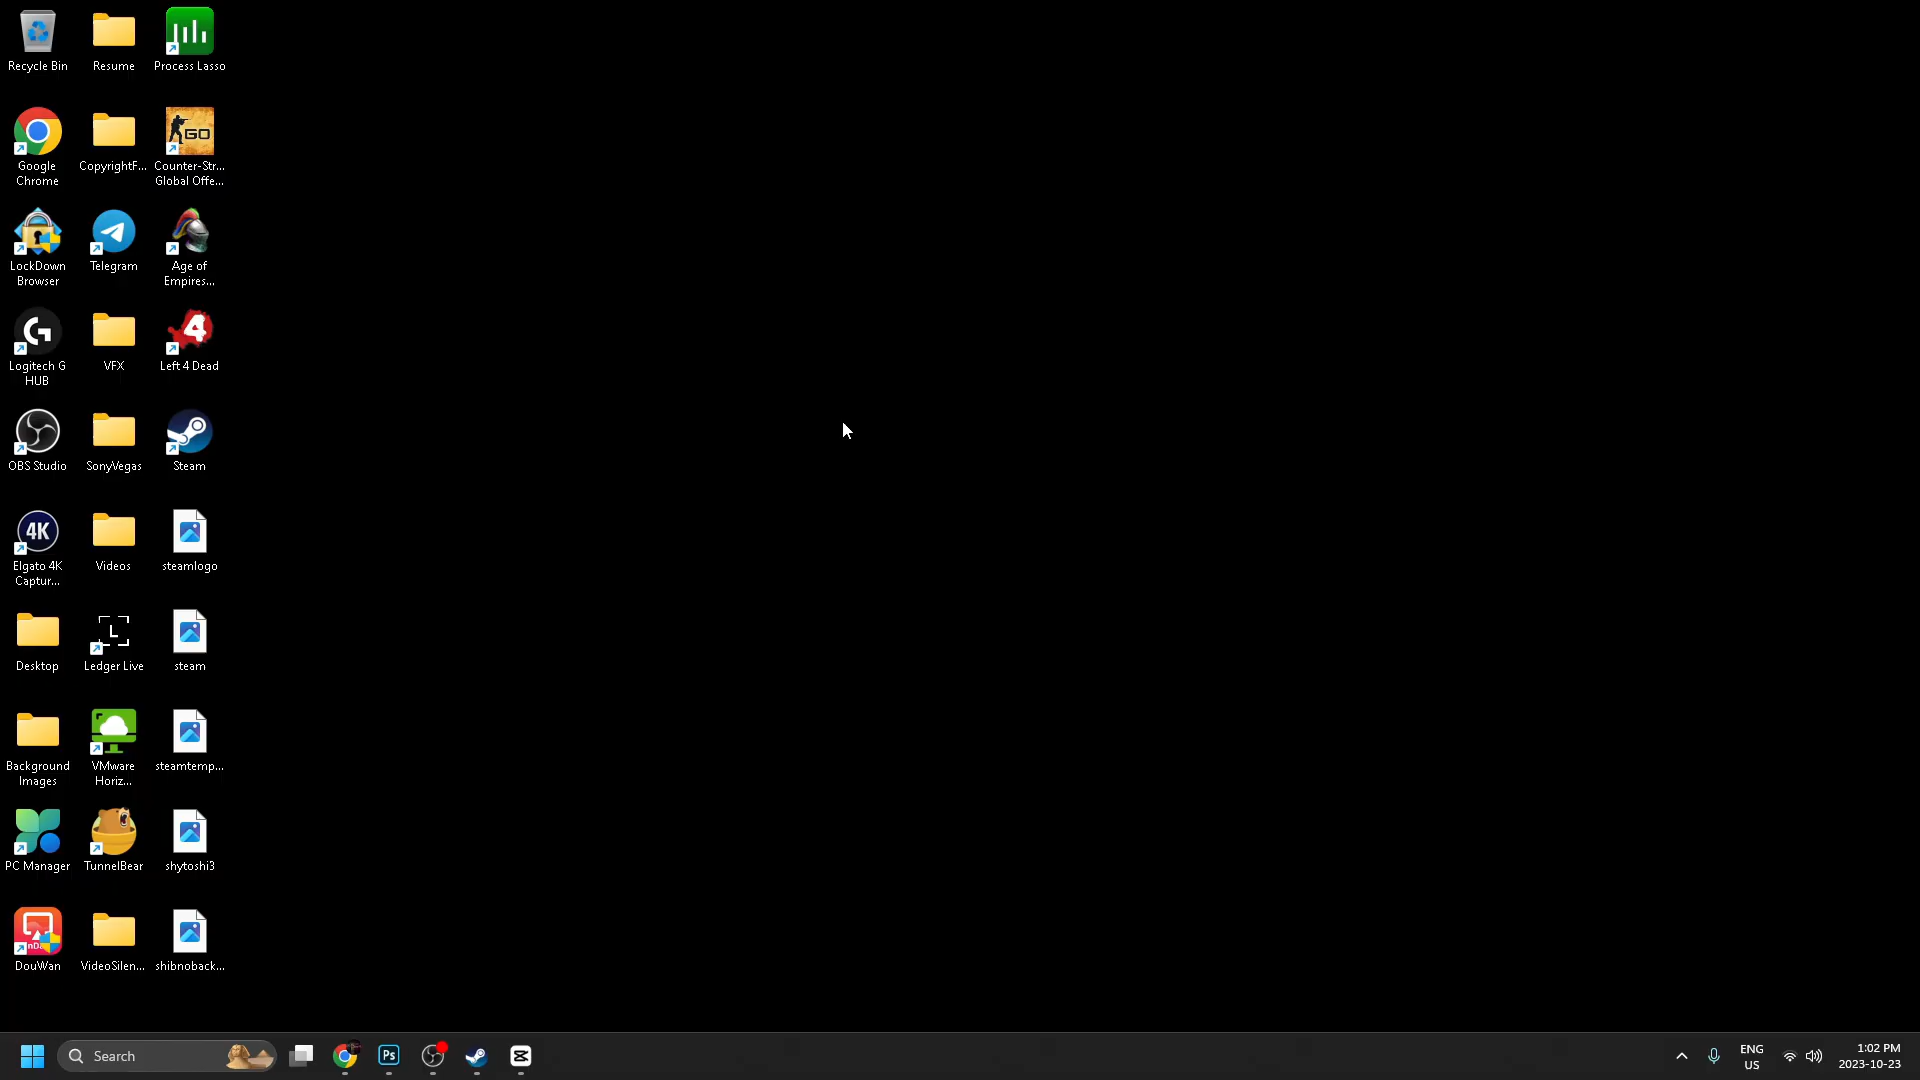 Recycle Bin
Resume
Process Lasso
GO
Google
Chrome
CopyrightF...
Counter-Str...
Global Offe...
LockDown
Browser
Telegram
Age of
Empires...
Logitech G
HUB
VFX
4
Left 4 Dead
OBS Studio
SonyVegas
Steam
4K
Elgato 4K
Captur...
Videos
steamlogo
Desktop
L
Ledger Live
steam
Background
Images
VMware
Horiz...
steamtemp...
PC Manager
TunnelBear
shytoshi3
DouWan
VideoSilen...
shibnoback...
Search
Ps
ENG
US
1:02 PM
2023-10-23